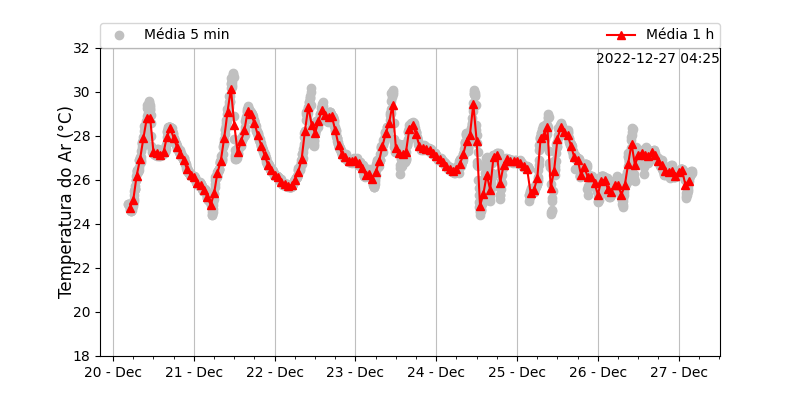 Média 5 min
Média 1 h
2022-12-27 04:25
Temperatura do Ar (°C)
32
30
28
26
24
22
20
18
20 - Dec
21 - Dec
22 - Dec
23 - Dec
24 - Dec
25 - Dec
26 - Dec
27 - Dec